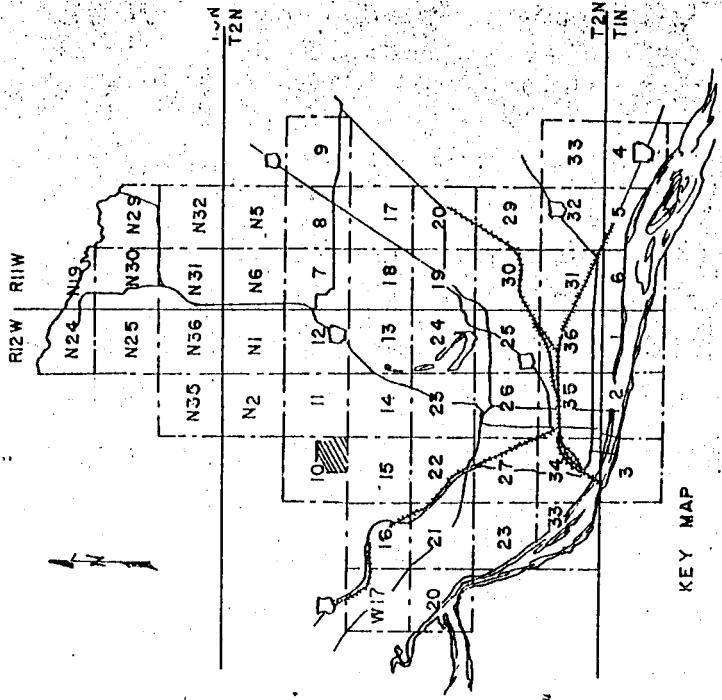 R12W R11W
N24 N19
N25 N30 N29
N35 N36 N31 N32
T2N
N2 N1 N6 N5
10 11 12 7 8 9
N
W17 16 15 14 13 18 17
20 21 22 23 24 19 20
23 27 26 25 30 29
33 34 35 36 31 32 33
T2N
T1N
3 2 1 6 5 4
KEY MAP